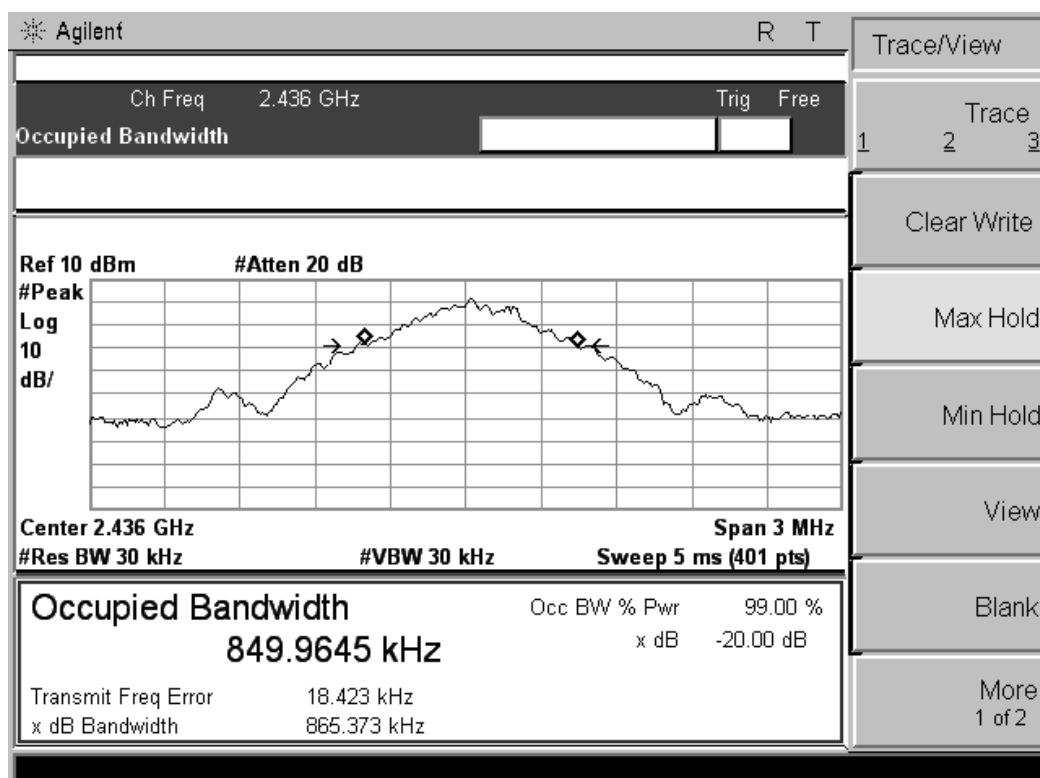 Agilent R T
Trace/View
Ch Freq 2.436 GHz Trig Free
Occupied Bandwidth
Trace
1 2 3
Clear Write
Ref 10 dBm #Atten 20 dB
#Peak
Log
10
dB/
Max Hold
Min Hold
View
Center 2.436 GHz Span 3 MHz
#Res BW 30 kHz #VBW 30 kHz Sweep 5 ms (401 pts)
Occupied Bandwidth Occ BW % Pwr 99.00 %
849.9645 kHz x dB -20.00 dB
Transmit Freq Error 18.423 kHz
x dB Bandwidth 865.373 kHz
Blank
More
1 of 2